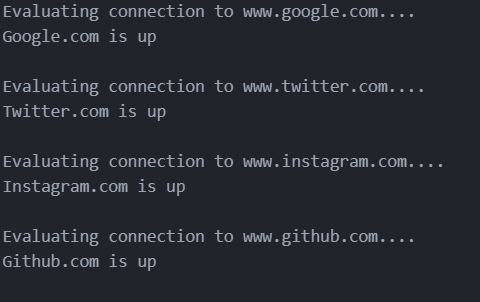 Evaluating connection to www.google.com....
Google.com is up
Evaluating connection to www.twitter.com....
Twitter.com is up
Evaluating connection to www.instagram.com....
Instagram.com is up
Evaluating connection to www.github.com....
Github.com is up